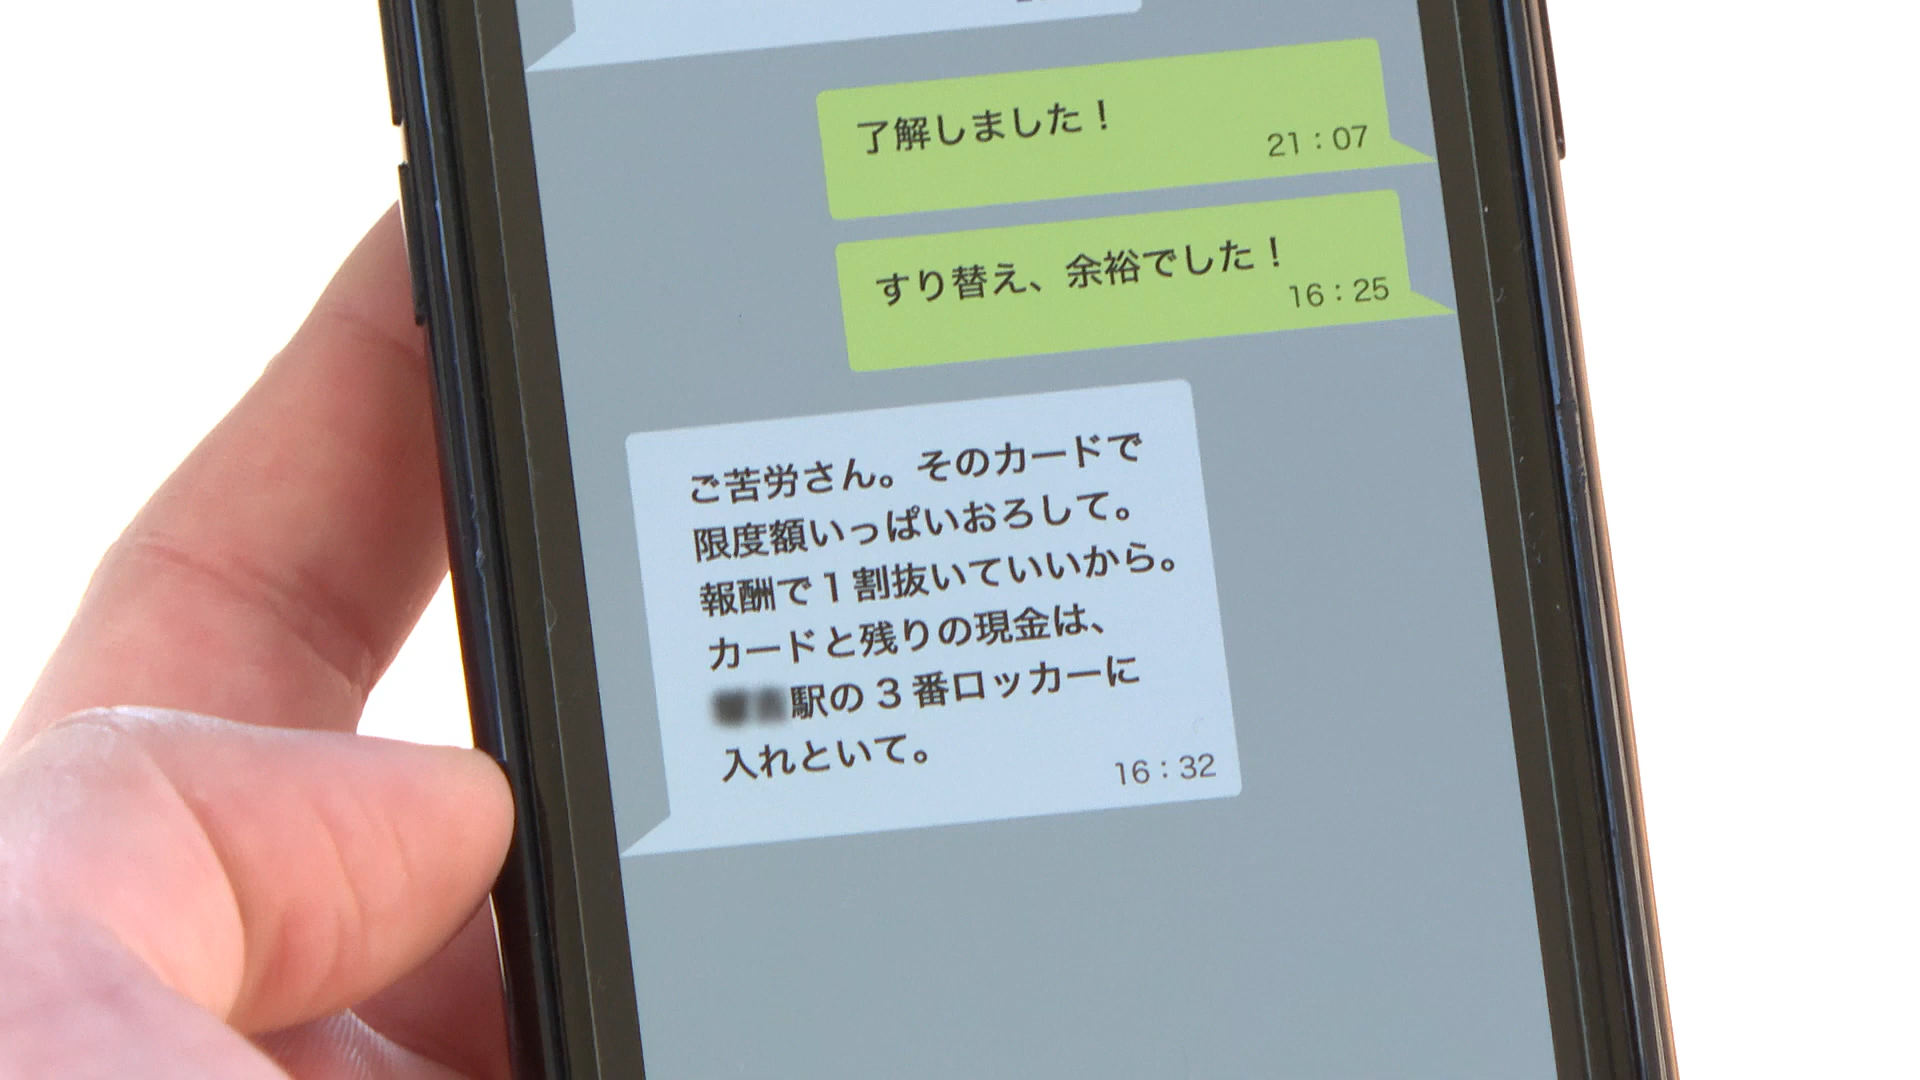 了解しました！
21：07
すり替え、余裕でした！
16：25
ご苦労さん。そのカードで
限度額いっぱいおろして。
報酬で1割抜いていいから。
カードと残りの現金は、
駅の3番ロッカーに
入れといて。
16：32